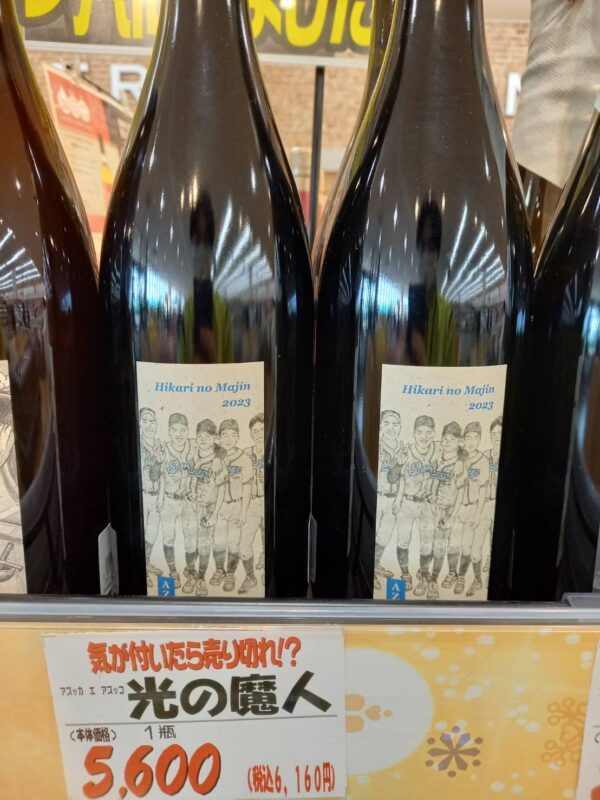 Hikari no Majin
2023
AZ
Hikari no Majin
2023
AZ
気が付いたら売り切れ!?
アズッカ エ アズッコ
光の魔人
〈本体価格〉
1瓶
5,600
(税込6,160円)